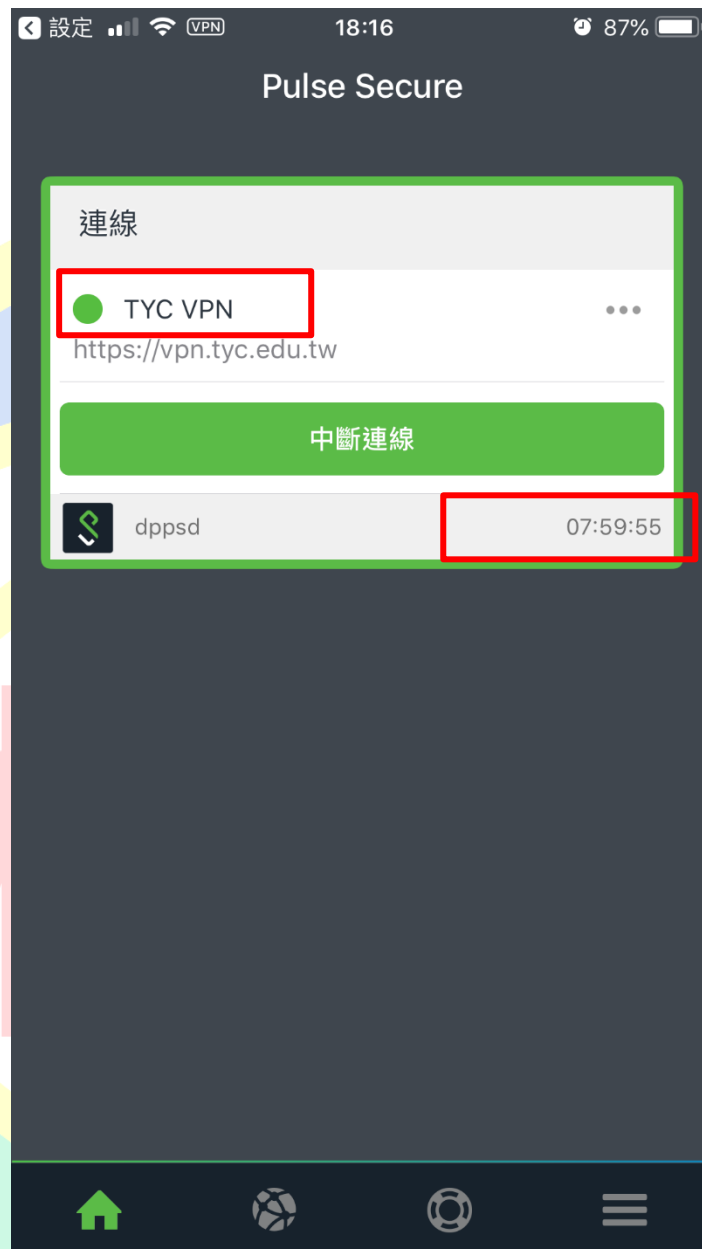 設定 VPN 18:16 87%
Pulse Secure
連線
TYC VPN
https://vpn.tyc.edu.tw
中斷連線
dppsd 07:59:55